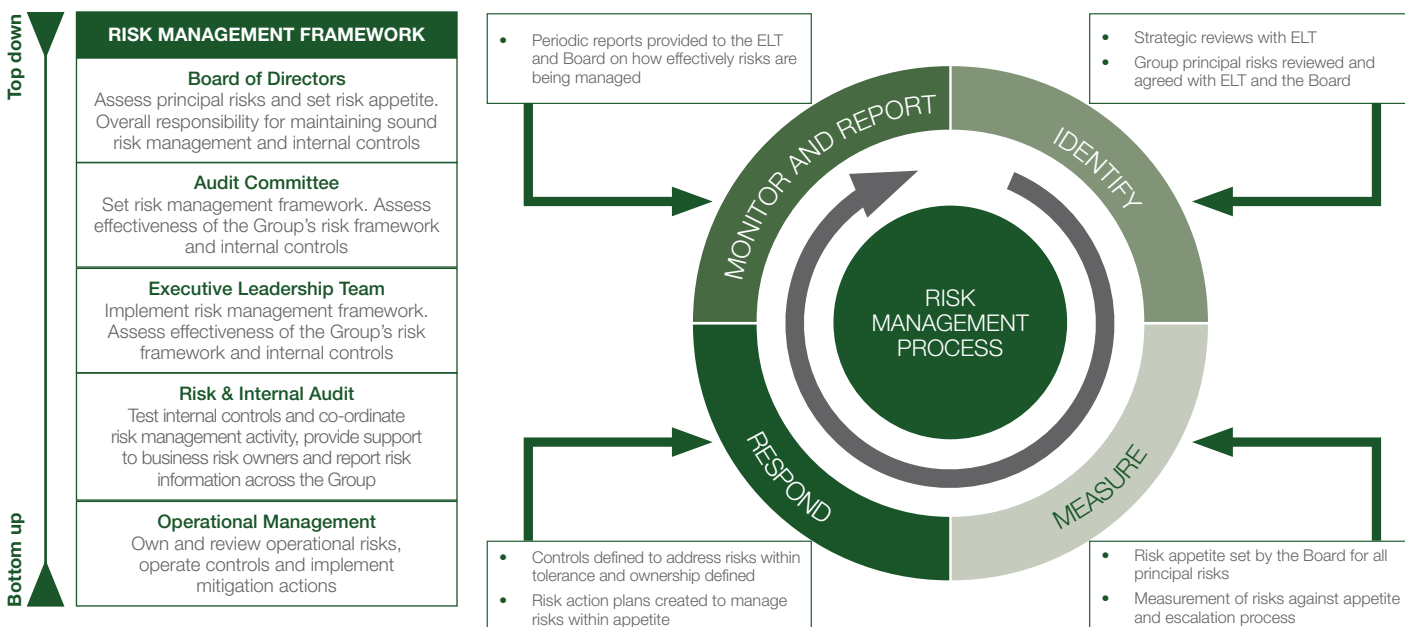 Top down
Bottom up
RISK MANAGEMENT FRAMEWORK
Board of Directors
Assess principal risks and set risk appetite.
Overall responsibility for maintaining sound
risk management and internal controls
Audit Committee
Set risk management framework. Assess
effectiveness of the Group's risk framework
and internal controls
Executive Leadership Team
Implement risk management framework.
Assess effectiveness of the Group's risk
framework and internal controls
Risk & Internal Audit
Test internal controls and co-ordinate
risk management activity, provide support
to business risk owners and report risk
information across the Group
Operational Management
Own and review operational risks,
operate controls and implement
mitigation actions
• Periodic reports provided to the ELT
and Board on how effectively risks are
being managed
• Strategic reviews with ELT
• Group principal risks reviewed and
agreed with ELT and the Board
MONITOR AND REPORT
IDENTIFY
RISK
MANAGEMENT
PROCESS
RESPOND
MEASURE
• Controls defined to address risks within
tolerance and ownership defined
• Risk action plans created to manage
risks within appetite
• Risk appetite set by the Board for all
principal risks
• Measurement of risks against appetite
and escalation process